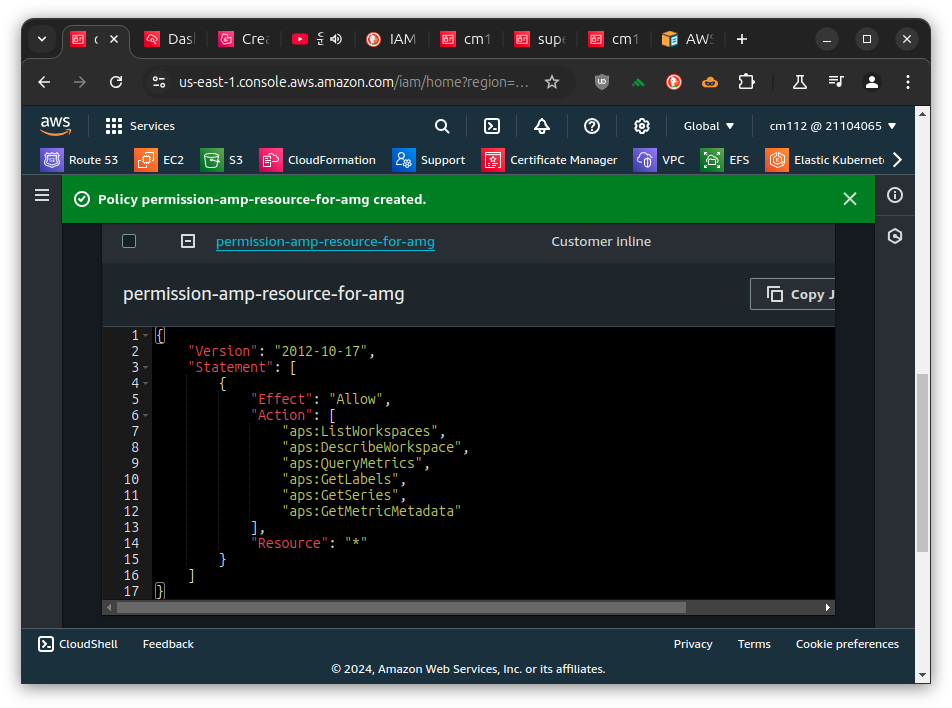 Das
Crea
IAM
cm1
supe
cm1
AWS
us-east-1.console.aws.amazon.com/iam/home?region=...
aws
Services
Global
cm112 @ 21104065
Route 53
EC2
S3
CloudFormation
Support
Certificate Manager
VPC
EFS
Elastic Kubernet
Policy permission-amp-resource-for-amg created.
permission-amp-resource-for-amg
Customer inline
permission-amp-resource-for-amg
Copy J
1 {
2 "Version": "2012-10-17",
3 "Statement": [
4 {
5 "Effect": "Allow",
6 "Action": [
7 "aps:ListWorkspaces",
8 "aps:DescribeWorkspace",
9 "aps:QueryMetrics",
10 "aps:GetLabels",
11 "aps:GetSeries",
12 "aps:GetMetricMetadata"
13 ],
14 "Resource": "*"
15 }
16 ]
17 }
CloudShell
Feedback
Privacy
Terms
Cookie preferences
© 2024, Amazon Web Services, Inc. or its affiliates.